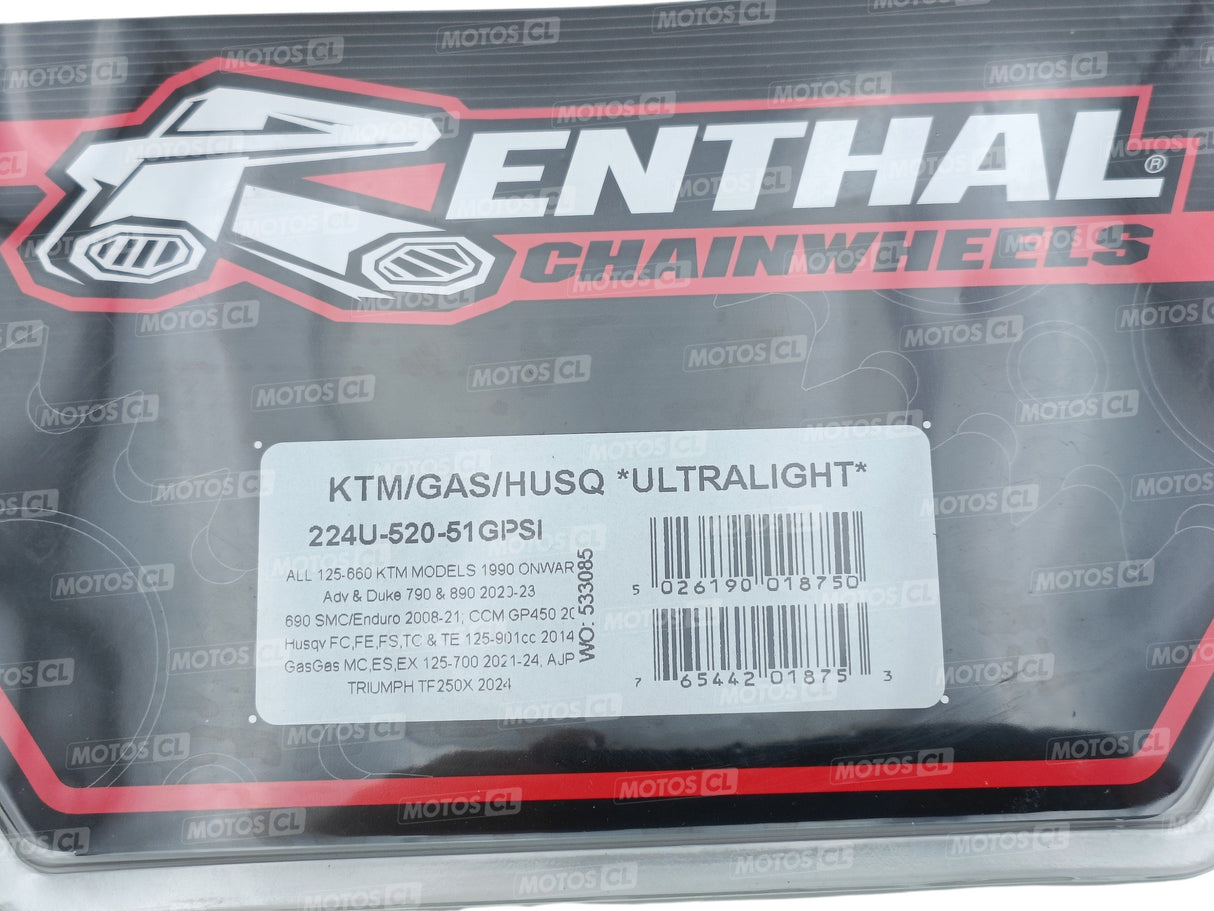 RENTHAL®
CHAINWHEELS
KTM/GAS/HUSQ *ULTRALIGHT*
224U-520-51GPSI
ALL 125-660 KTM MODELS 1990 ONWAR
Adv & Duke 790 & 890 2020-23
690 SMC/Enduro 2008-21; CCM GP450 20
Husqv FC,FE,FS,TC & TE 125-901cc 2014
GasGas MC,ES,EX 125-700 2021-24, AJP
TRIUMPH TF250X 2024
WO: 533085
5 026190 018750
7 65442 01875 3
MOTOS CL